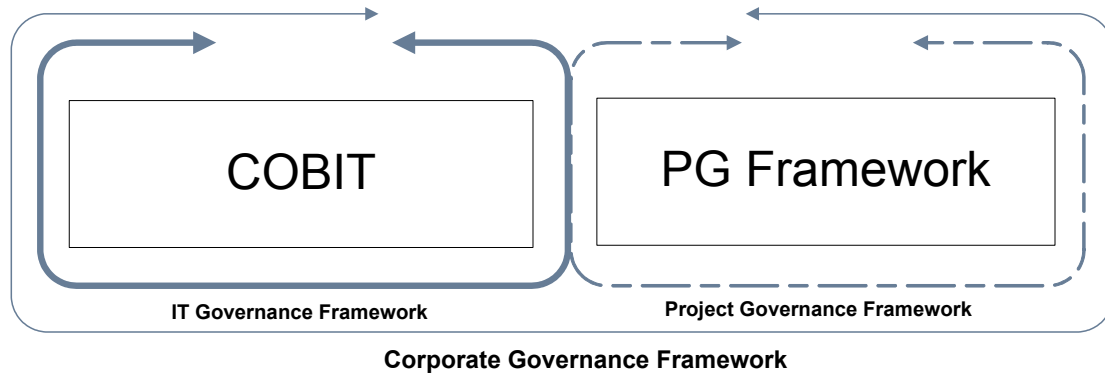 COBIT
PG Framework
IT Governance Framework
Project Governance Framework
Corporate Governance Framework